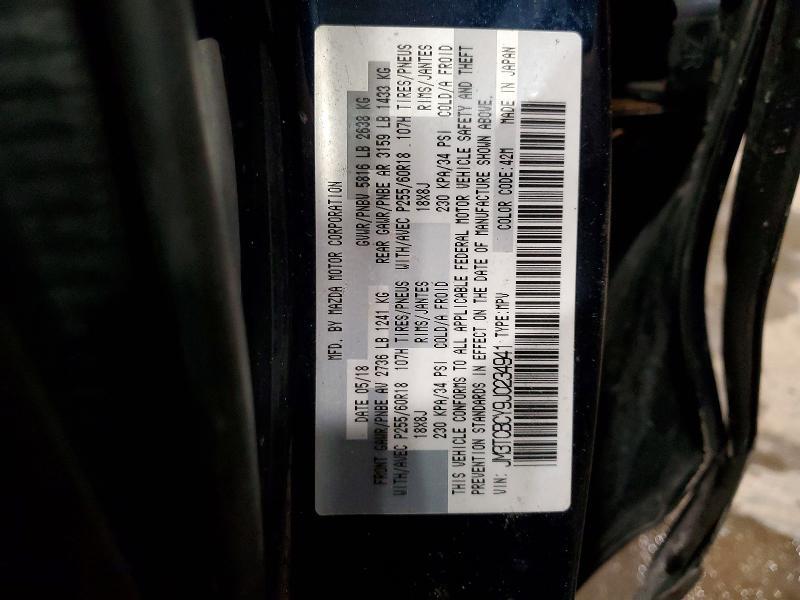 MFD. BY MAZDA MOTOR CORPORATION
DATE 05/18 GVWR/PNBV 5816 LB 2638 KG
FRONT GAWR/PNBE AV 2736 LB 1241 KG REAR GAWR/PNBE AR 3159 LB 1433 KG
WITH/AVEC P255/60R18 107H TIRES/PNEUS WITH/AVEC P255/60R18 . 107H TIRES/PNEUS
18X8J RIMS/JANTES 18X8J RIMS/JANTES
230 KPA/34 PSI COLD/A FROID 230 KPA/34 PSI COLD/A FROID
THIS VEHICLE CONFORMS TO ALL APPLICABLE FEDERAL MOTOR VEHICLE SAFETY AND THEFT
PREVENTION STANDARDS IN EFFECT ON THE DATE OF MANUFACTURE SHOWN ABOVE.
VIN: JM3TCBCY9J0234941 TYPE:MPV COLOR CODE:42M MADE IN JAPAN